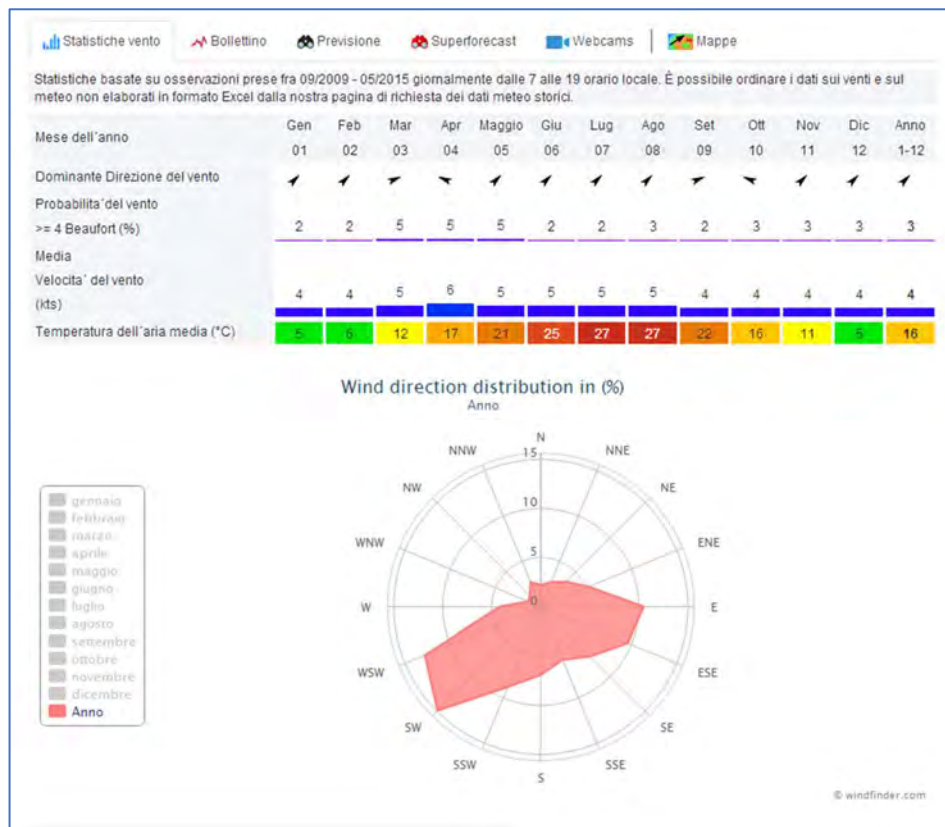 Statistiche vento Bollettino Previsione Superforecast Webcams Mappe
Statistiche basate su osservazioni prese fra 09/2009 - 05/2015 giornalmente dalle 7 alle 19 orario locale. È possibile ordinare i dati sui venti e sul
meteo non elaborati in formato Excel dalla nostra pagina di richiesta dei dati meteo storici.
Mese dell´anno Gen Feb Mar Apr Maggio Giu Lug Ago Set Ott Nov Dic Anno
01 02 03 04 05 06 07 08 09 10 11 12 1-12
Dominante Direzione del vento
Probabilita´del vento
>= 4 Beaufort (%) 2 2 5 5 5 2 2 3 2 3 3 3 3
Media
Velocita´ del vento
(kts) 4 4 5 6 5 5 5 5 4 4 4 4 4
Temperatura dell´aria media (°C) 5 6 12 17 21 25 27 27 22 16 11 5 16
Wind direction distribution in (%)
Anno
N
NNE
NE
ENE
E
ESE
SE
SSE
S
SSW
SW
WSW
W
WNW
NW
NNW
15
10
5
0
gennaio
febbraio
marzo
aprile
maggio
giugno
luglio
agosto
settembre
ottobre
novembre
dicembre
Anno
© windfinder.com